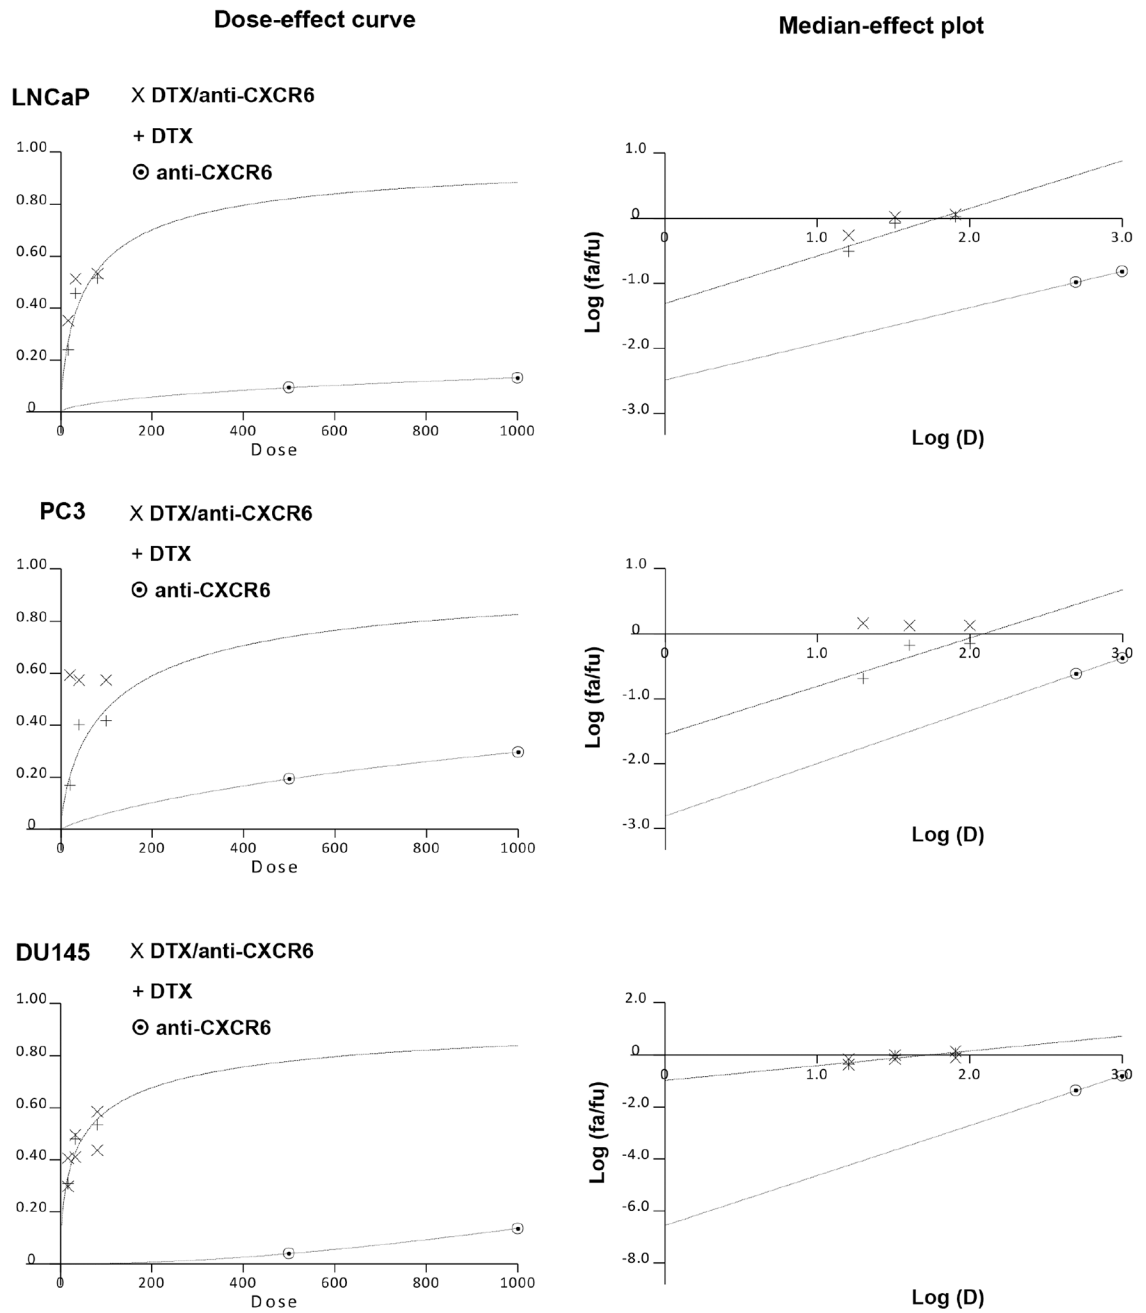 Dose-effect curve
Median-effect plot
LNCaP
× DTX/anti-CXCR6
+ DTX
⊙ anti-CXCR6
1.00
0.80
0.60
0.40
0.20
0
0 200 400 600 800 1000
Dose
1.0
0
-1.0
-2.0
-3.0
0 1.0 2.0 3.0
Log (fa/fu)
Log (D)
PC3
× DTX/anti-CXCR6
+ DTX
⊙ anti-CXCR6
1.00
0.80
0.60
0.40
0.20
0
0 200 400 600 800 1000
Dose
1.0
0
-1.0
-2.0
-3.0
0 1.0 2.0 3.0
Log (fa/fu)
Log (D)
DU145
× DTX/anti-CXCR6
+ DTX
⊙ anti-CXCR6
1.00
0.80
0.60
0.40
0.20
0
0 200 400 600 800 1000
Dose
2.0
0
-2.0
-4.0
-6.0
-8.0
0 1.0 2.0 3.0
Log (fa/fu)
Log (D)